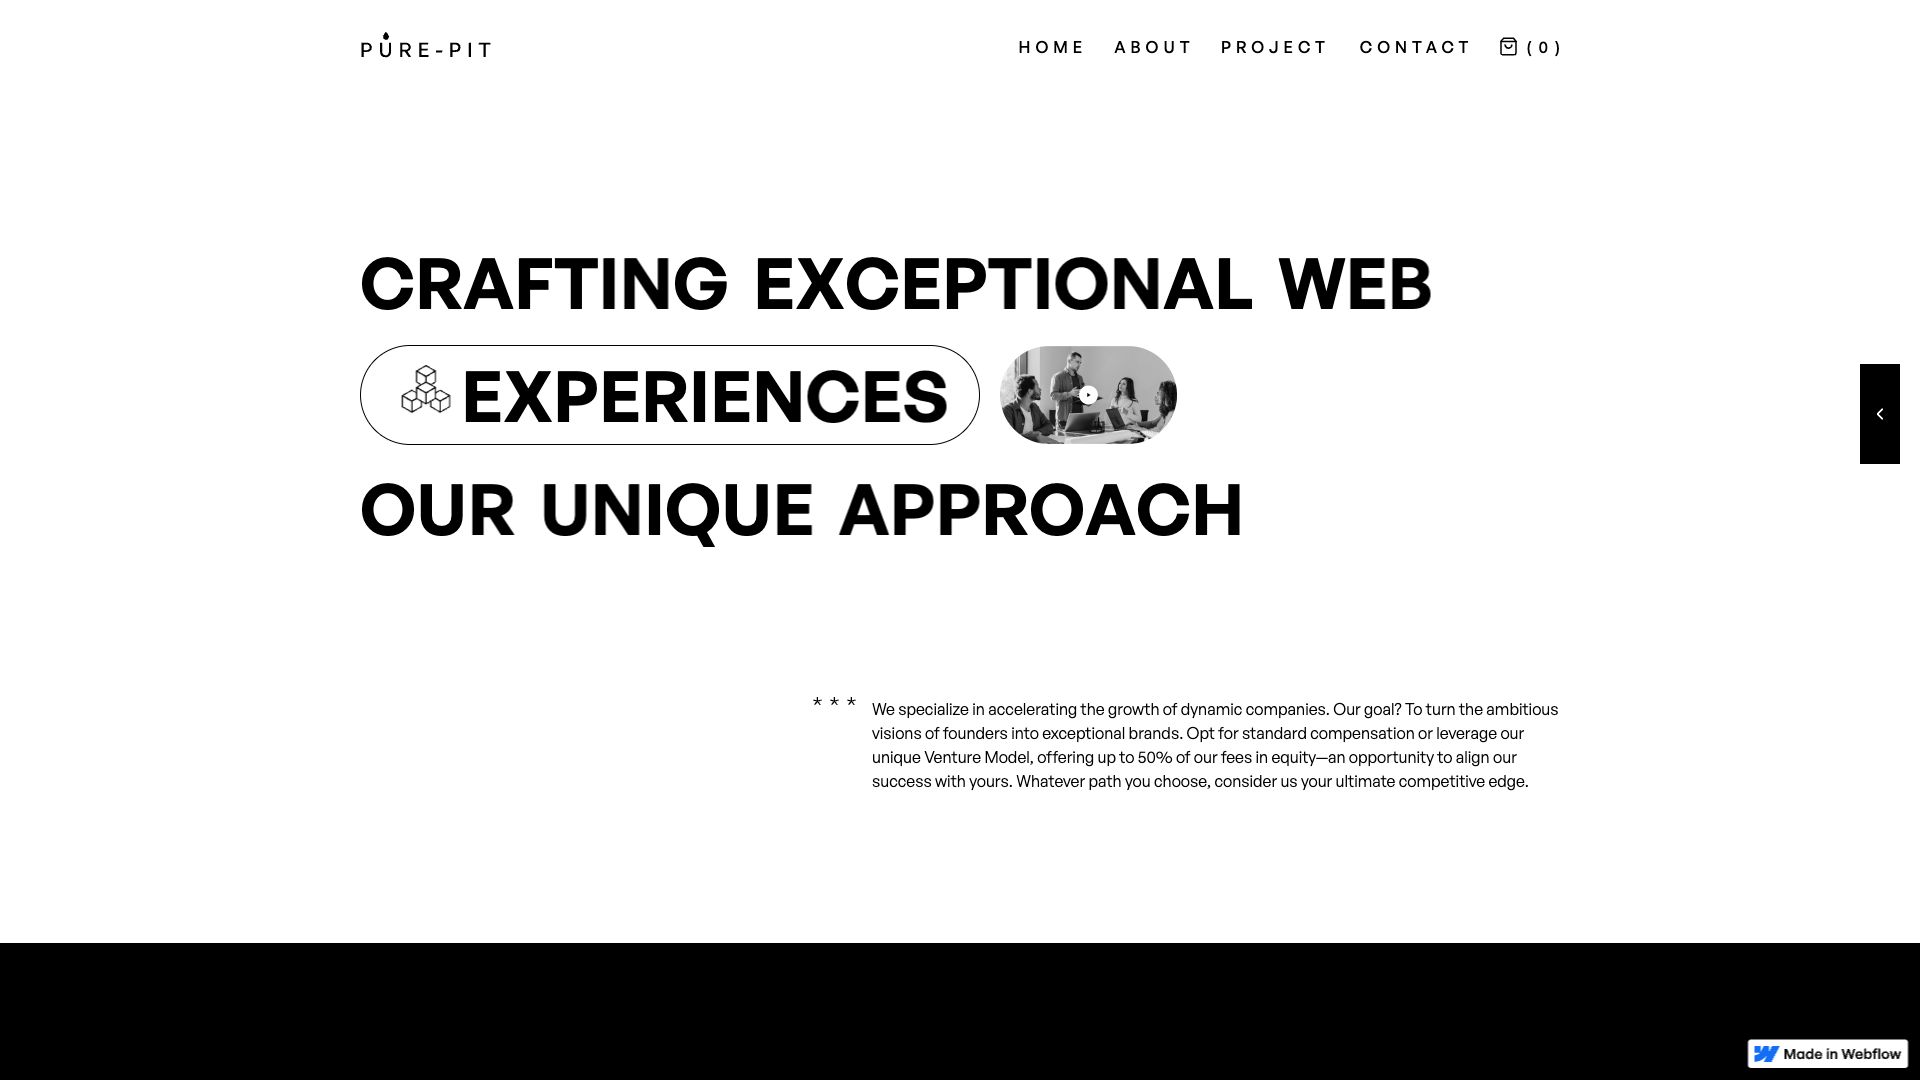 PURE-PIT
HOME ABOUT PROJECT CONTACT (0)
CRAFTING EXCEPTIONAL WEB
EXPERIENCES
OUR UNIQUE APPROACH
*** We specialize in accelerating the growth of dynamic companies. Our goal? To turn the ambitious
visions of founders into exceptional brands. Opt for standard compensation or leverage our
unique Venture Model, offering up to 50% of our fees in equity—an opportunity to align our
success with yours. Whatever path you choose, consider us your ultimate competitive edge.
Made in Webflow